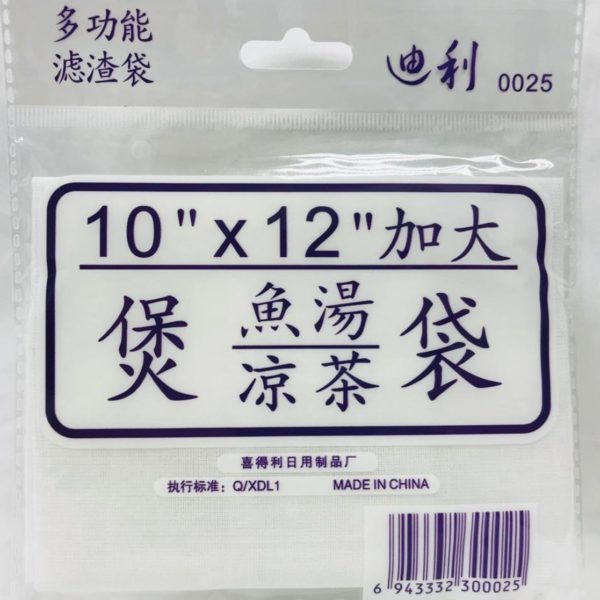 多功能
滤渣袋
迪利 0025
10"x12"加大
煲 魚湯 袋
凉茶
喜得利日用制品厂
执行标准：Q/XDL1 MADE IN CHINA
6 943332 300025